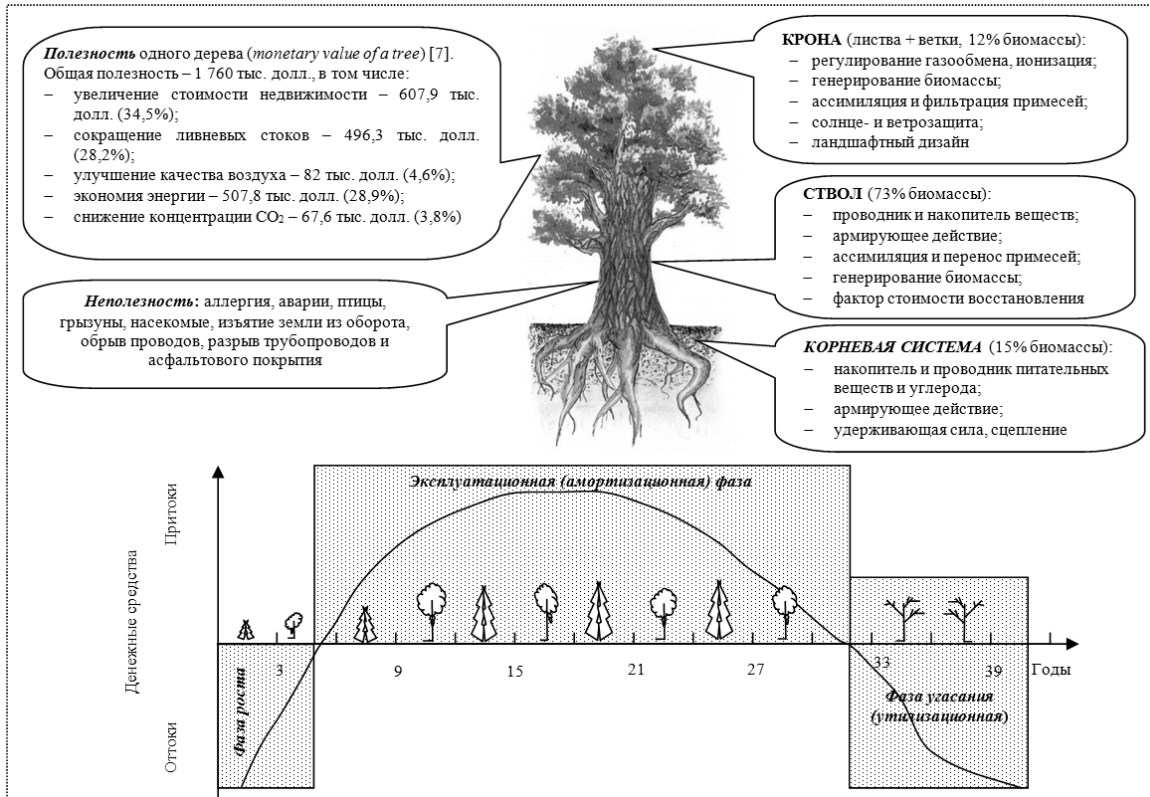 Полезность одного дерева (monetary value of a tree) [7].
Общая полезность – 1 760 тыс. долл., в том числе:
– увеличение стоимости недвижимости – 607,9 тыс.
долл. (34,5%);
– сокращение ливневых стоков – 496,3 тыс. долл.
(28,2%);
– улучшение качества воздуха – 82 тыс. долл. (4,6%);
– экономия энергии – 507,8 тыс. долл. (28,9%);
– снижение концентрации CO₂ – 67,6 тыс. долл. (3,8%)
Неполезность: аллергия, аварии, птицы,
грызуны, насекомые, изъятие земли из оборота,
обрыв проводов, разрыв трубопроводов и
асфальтового покрытия
КРОНА (листва + ветки, 12% биомассы):
– регулирование газообмена, ионизация;
– генерирование биомассы;
– ассимиляция и фильтрация примесей;
– солнце- и ветрозащита;
– ландшафтный дизайн
СТВОЛ (73% биомассы):
– проводник и накопитель веществ;
– армирующее действие;
– ассимиляция и перенос примесей;
– генерирование биомассы;
– фактор стоимости восстановления
КОРНЕВАЯ СИСТЕМА (15% биомассы):
– накопитель и проводник питательных
веществ и углерода;
– армирующее действие;
– удерживающая сила, сцепление
Эксплуатационная (амортизационная) фаза
Денежные средства
Притоки
Оттоки
Фаза роста
3
9
15
21
27
33
39
Годы
Фаза угасания
(утилизационная)